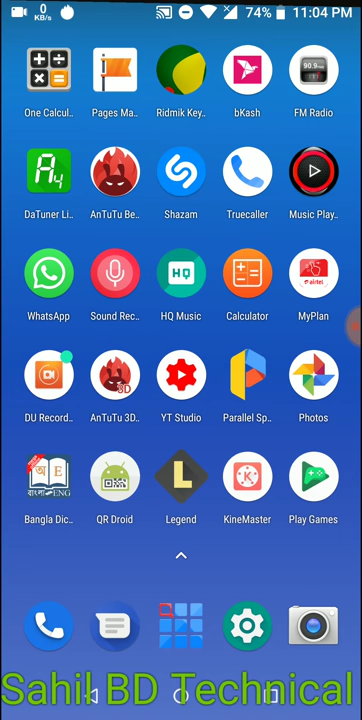 0
KB/s
74%
11:04 PM
One Calcul..
Pages Ma..
Ridmik Key..
bKash
90.9
FM Radio
A4
DaTuner Li..
AnTuTu Be..
Shazam
Truecaller
Music Play..
WhatsApp
Sound Rec..
HQ
HQ Music
Calculator
airtel
MyPlan
DU Record..
3D
AnTuTu 3D..
YT Studio
Parallel Sp..
Photos
অ E
বাংলা ENG
Bangla Dic..
QR Droid
L
Legend
K
KineMaster
Play Games
Sahil BD Technical